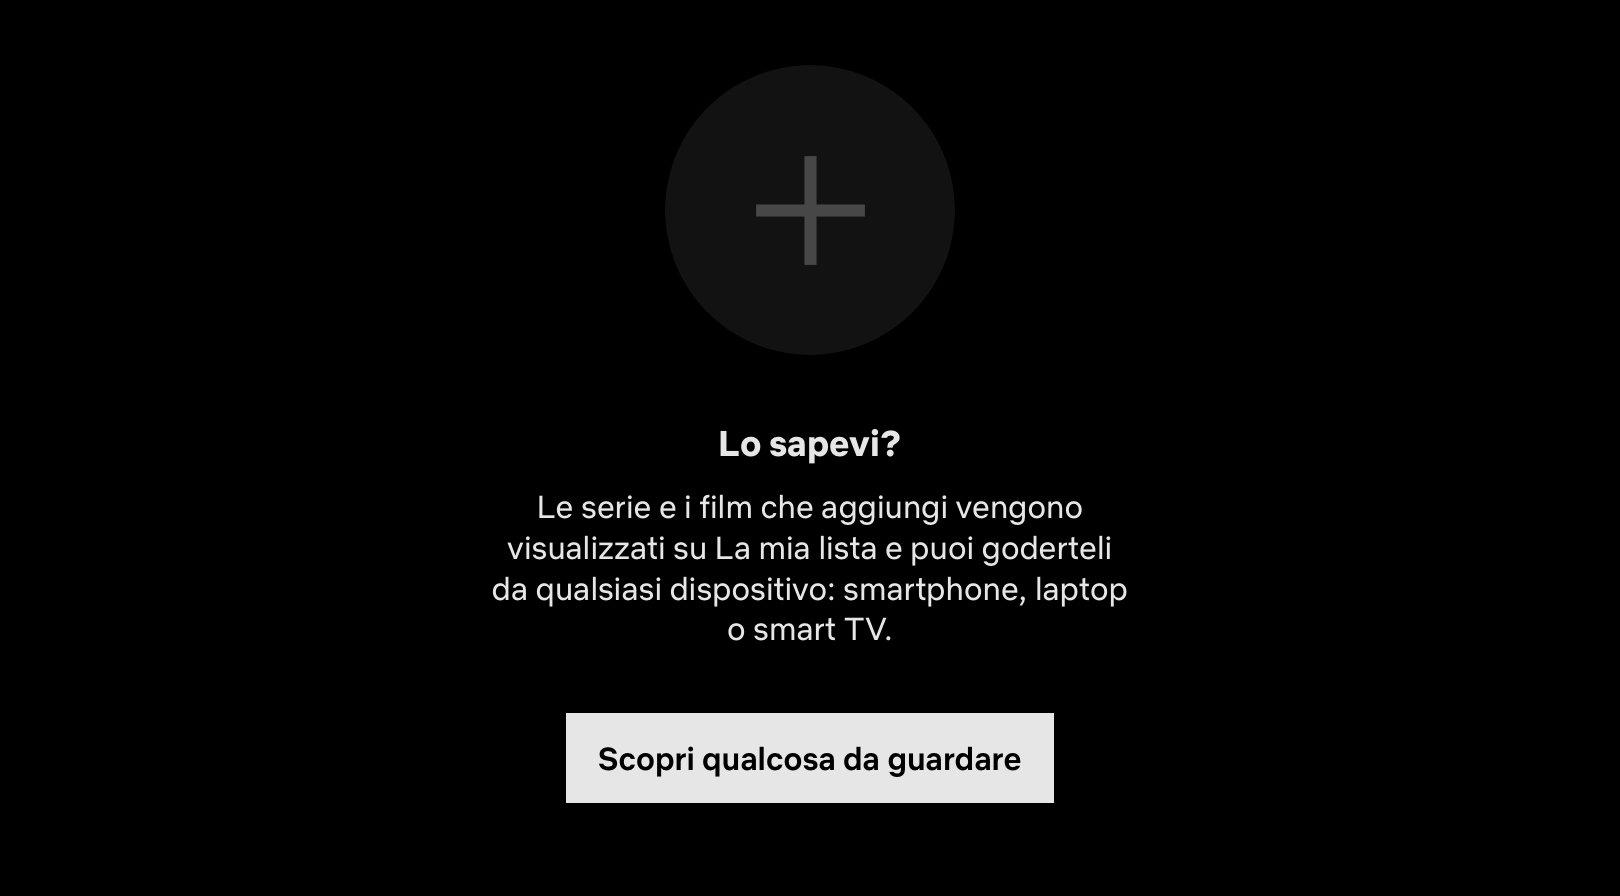 Lo sapevi?
Le serie e i film che aggiungi vengono
visualizzati su La mia lista e puoi goderteli
da qualsiasi dispositivo: smartphone, laptop
o smart TV.
Scopri qualcosa da guardare